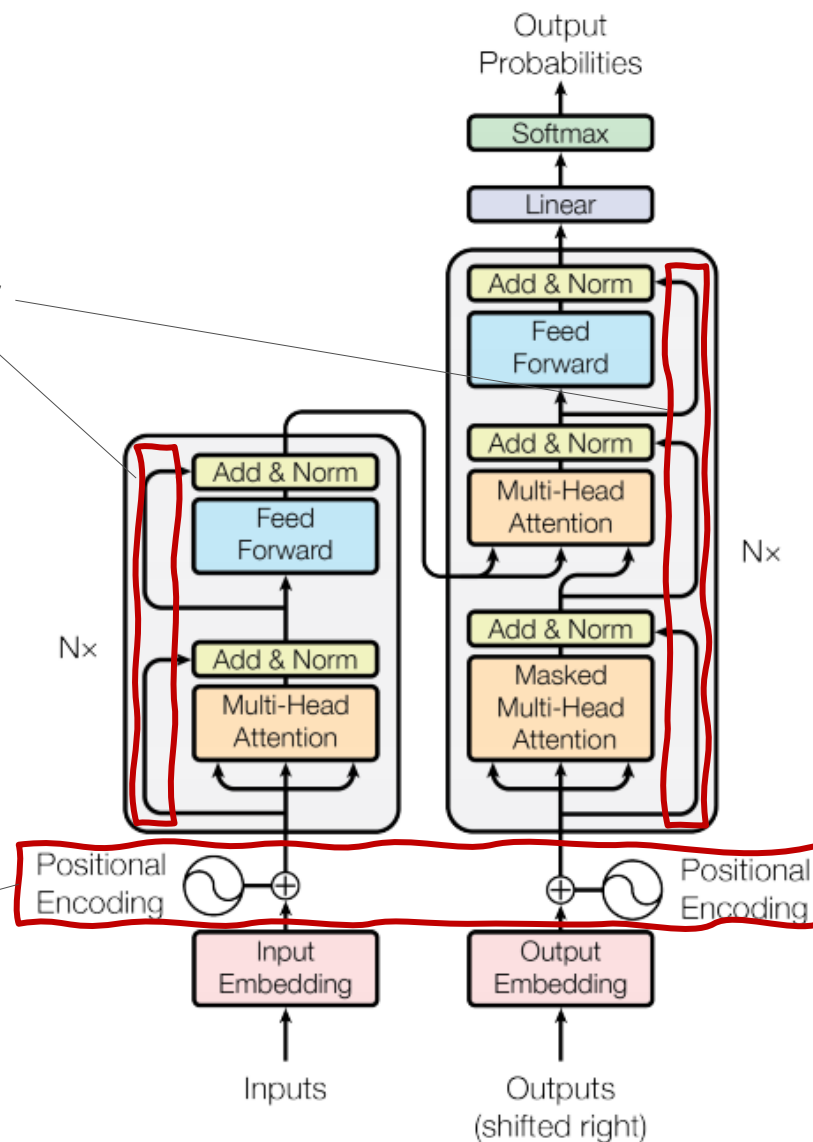 Output
Probabilities
Softmax
Linear
Add & Norm
Feed
Forward
Add & Norm
Multi-Head
Attention
Add & Norm
Masked
Multi-Head
Attention
Nx
Add & Norm
Feed
Forward
Add & Norm
Multi-Head
Attention
Nx
Positional
Encoding
Positional
Encoding
Input
Embedding
Output
Embedding
Inputs
Outputs
(shifted right)